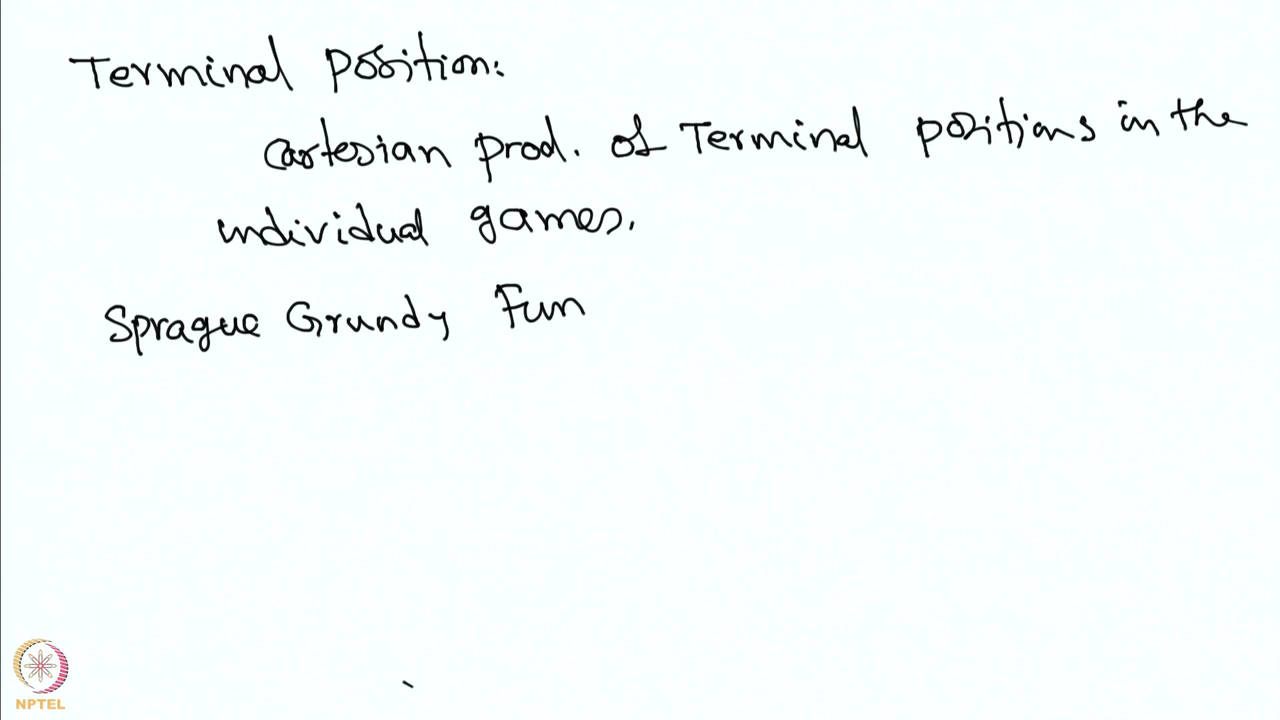 Terminal position:
cartesian prod. of Terminal positions in the
individual games.
Sprague Grundy Fun
NPTEL